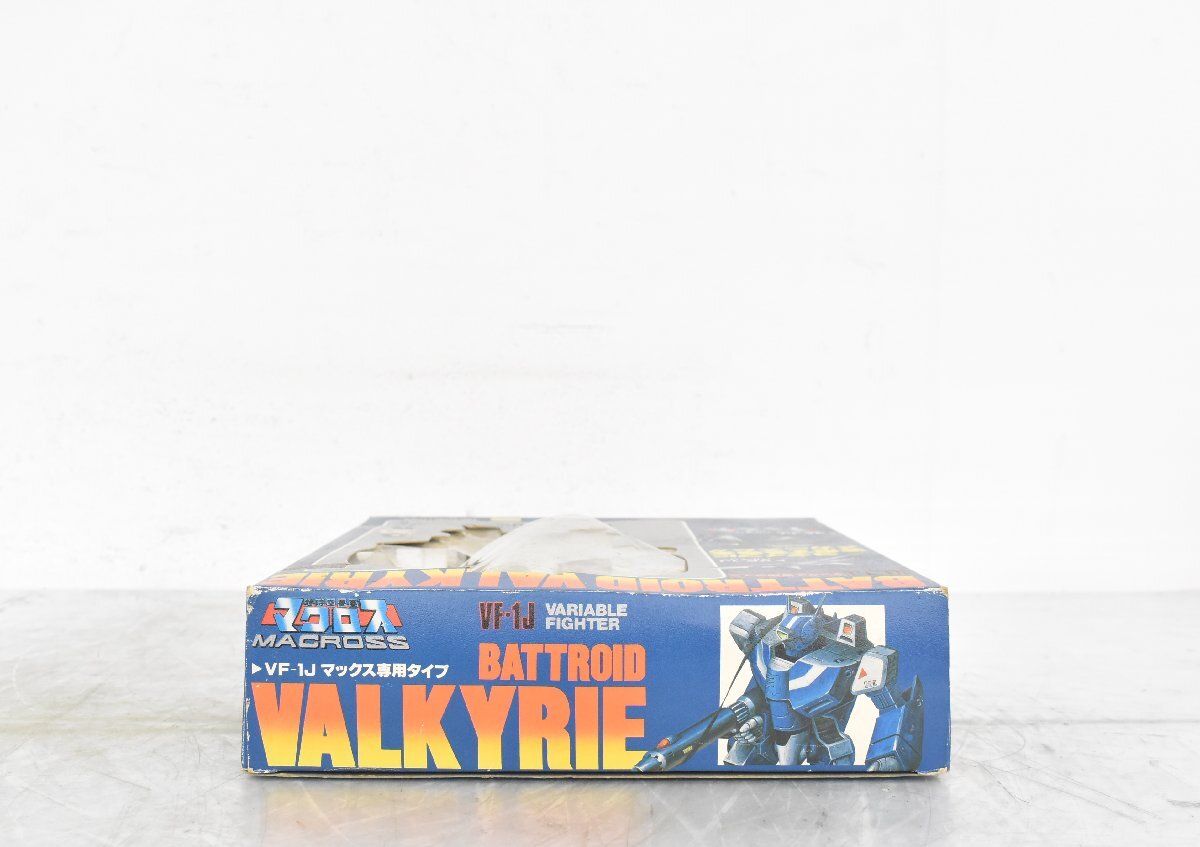 超時空要塞
マクロス
MACROSS
▶VF-1J マックス専用タイプ
VF-1J VARIABLE
FIGHTER
BATTROID
VALKYRIE
BATTROID VALKYRIE